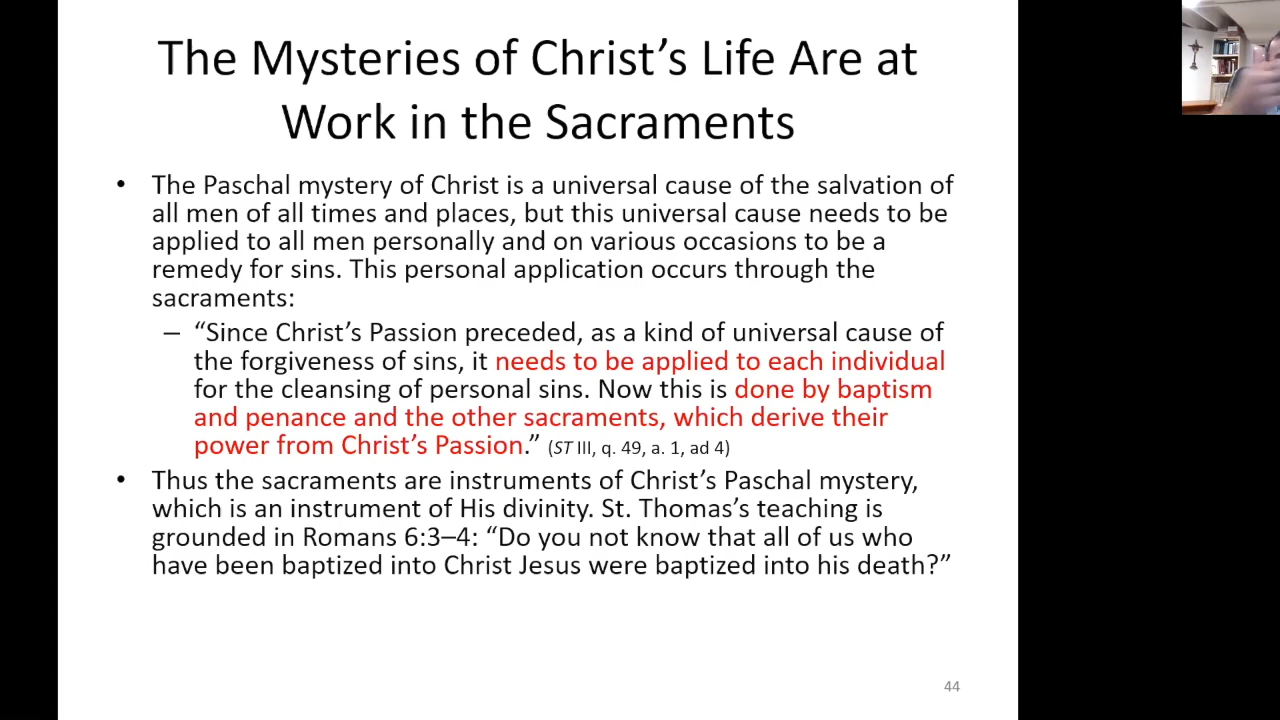 The Mysteries of Christ’s Life Are at
Work in the Sacraments
• The Paschal mystery of Christ is a universal cause of the salvation of
all men of all times and places, but this universal cause needs to be
applied to all men personally and on various occasions to be a
remedy for sins. This personal application occurs through the
sacraments:
– “Since Christ’s Passion preceded, as a kind of universal cause of
the forgiveness of sins, it needs to be applied to each individual
for the cleansing of personal sins. Now this is done by baptism
and penance and the other sacraments, which derive their
power from Christ’s Passion.” (ST III, q. 49, a. 1, ad 4)
• Thus the sacraments are instruments of Christ’s Paschal mystery,
which is an instrument of His divinity. St. Thomas’s teaching is
grounded in Romans 6:3–4: “Do you not know that all of us who
have been baptized into Christ Jesus were baptized into his death?”
44